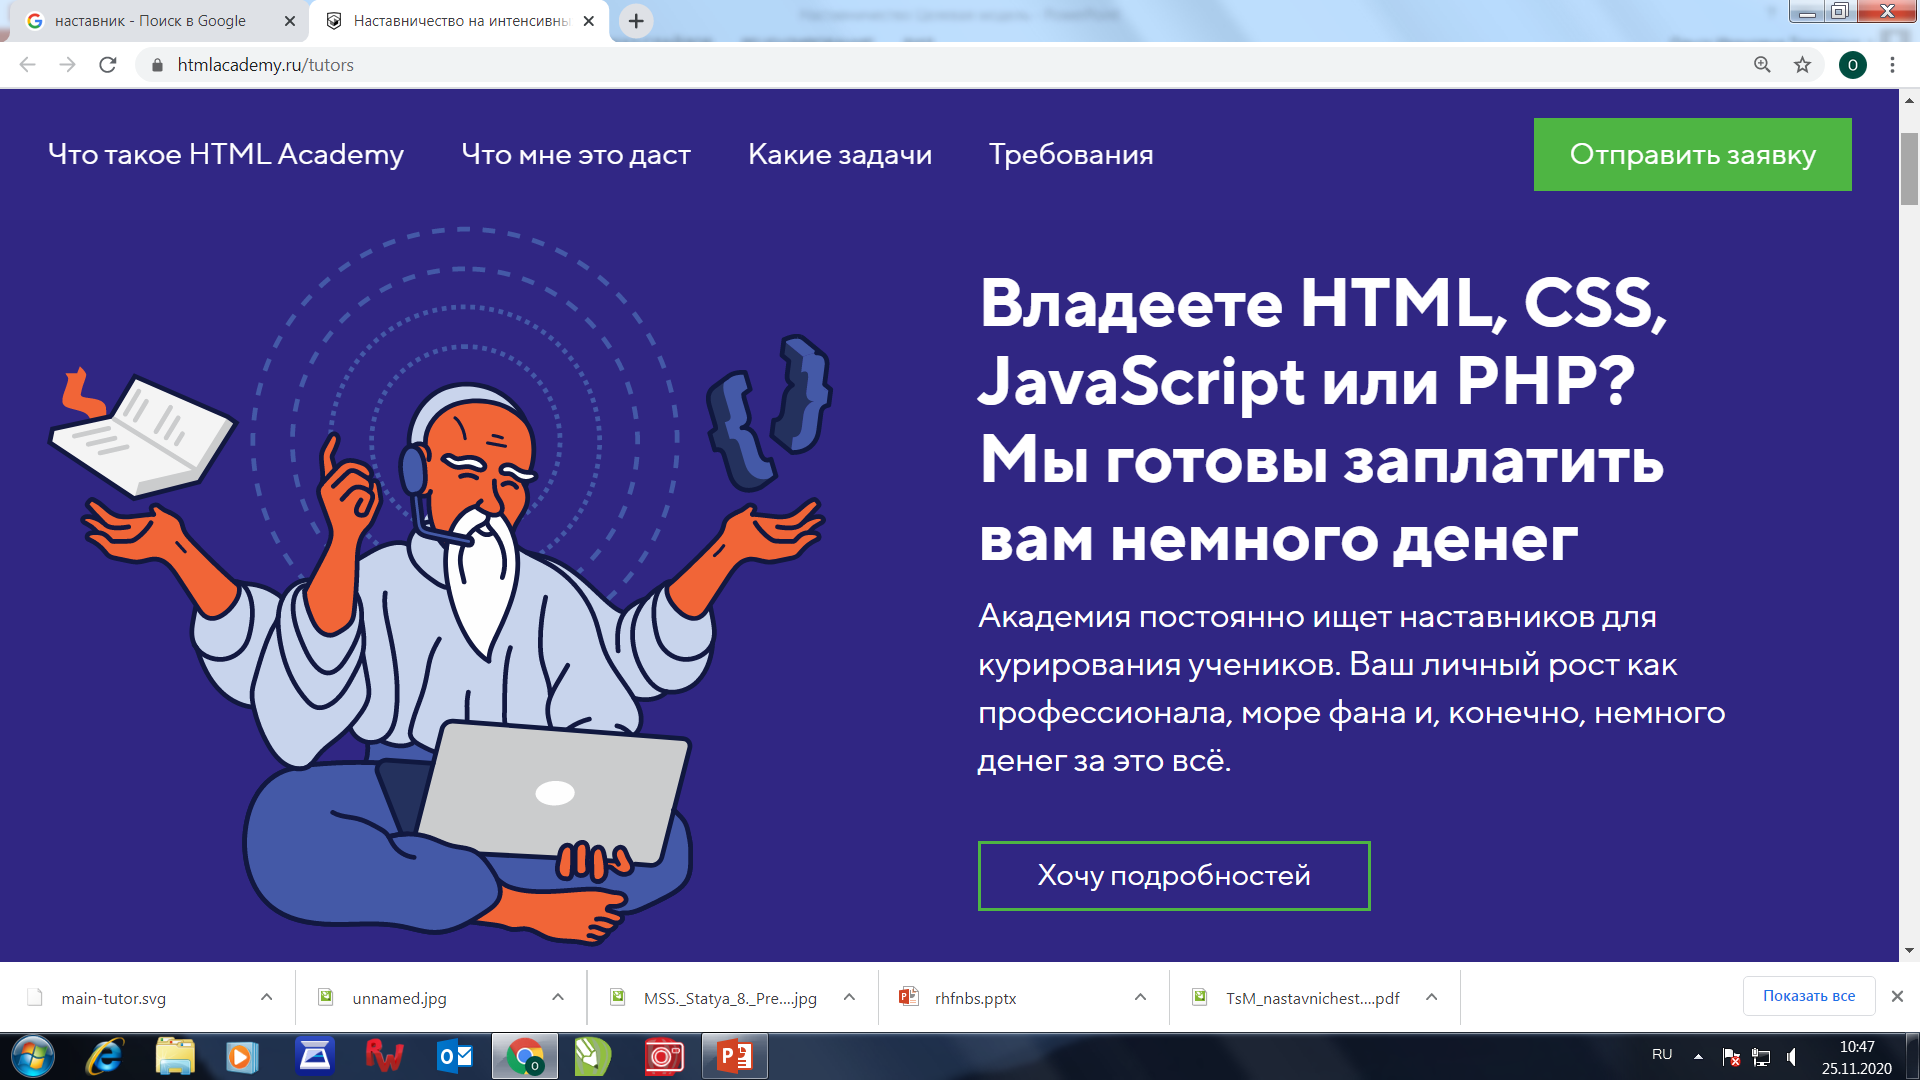 наставник - Поиск в Google
Наставничество на интенсивны
htmlacademy.ru/tutors
О
Что такое HTML Academy
Что мне это даст
Какие задачи
Требования
Отправить заявку
Владеете HTML, CSS,
JavaScript или PHP?
Мы готовы заплатить
вам немного денег
Академия постоянно ищет наставников для
курирования учеников. Ваш личный рост как
профессионала, море фана и, конечно, немного
денег за это всё.
Хочу подробностей
main-tutor.svg
unnamed.jpg
MSS._Statya_8._Pre....jpg
rhfnbs.pptx
TsM_nastavnichest....pdf
Показать все
RU
10:47
25.11.2020